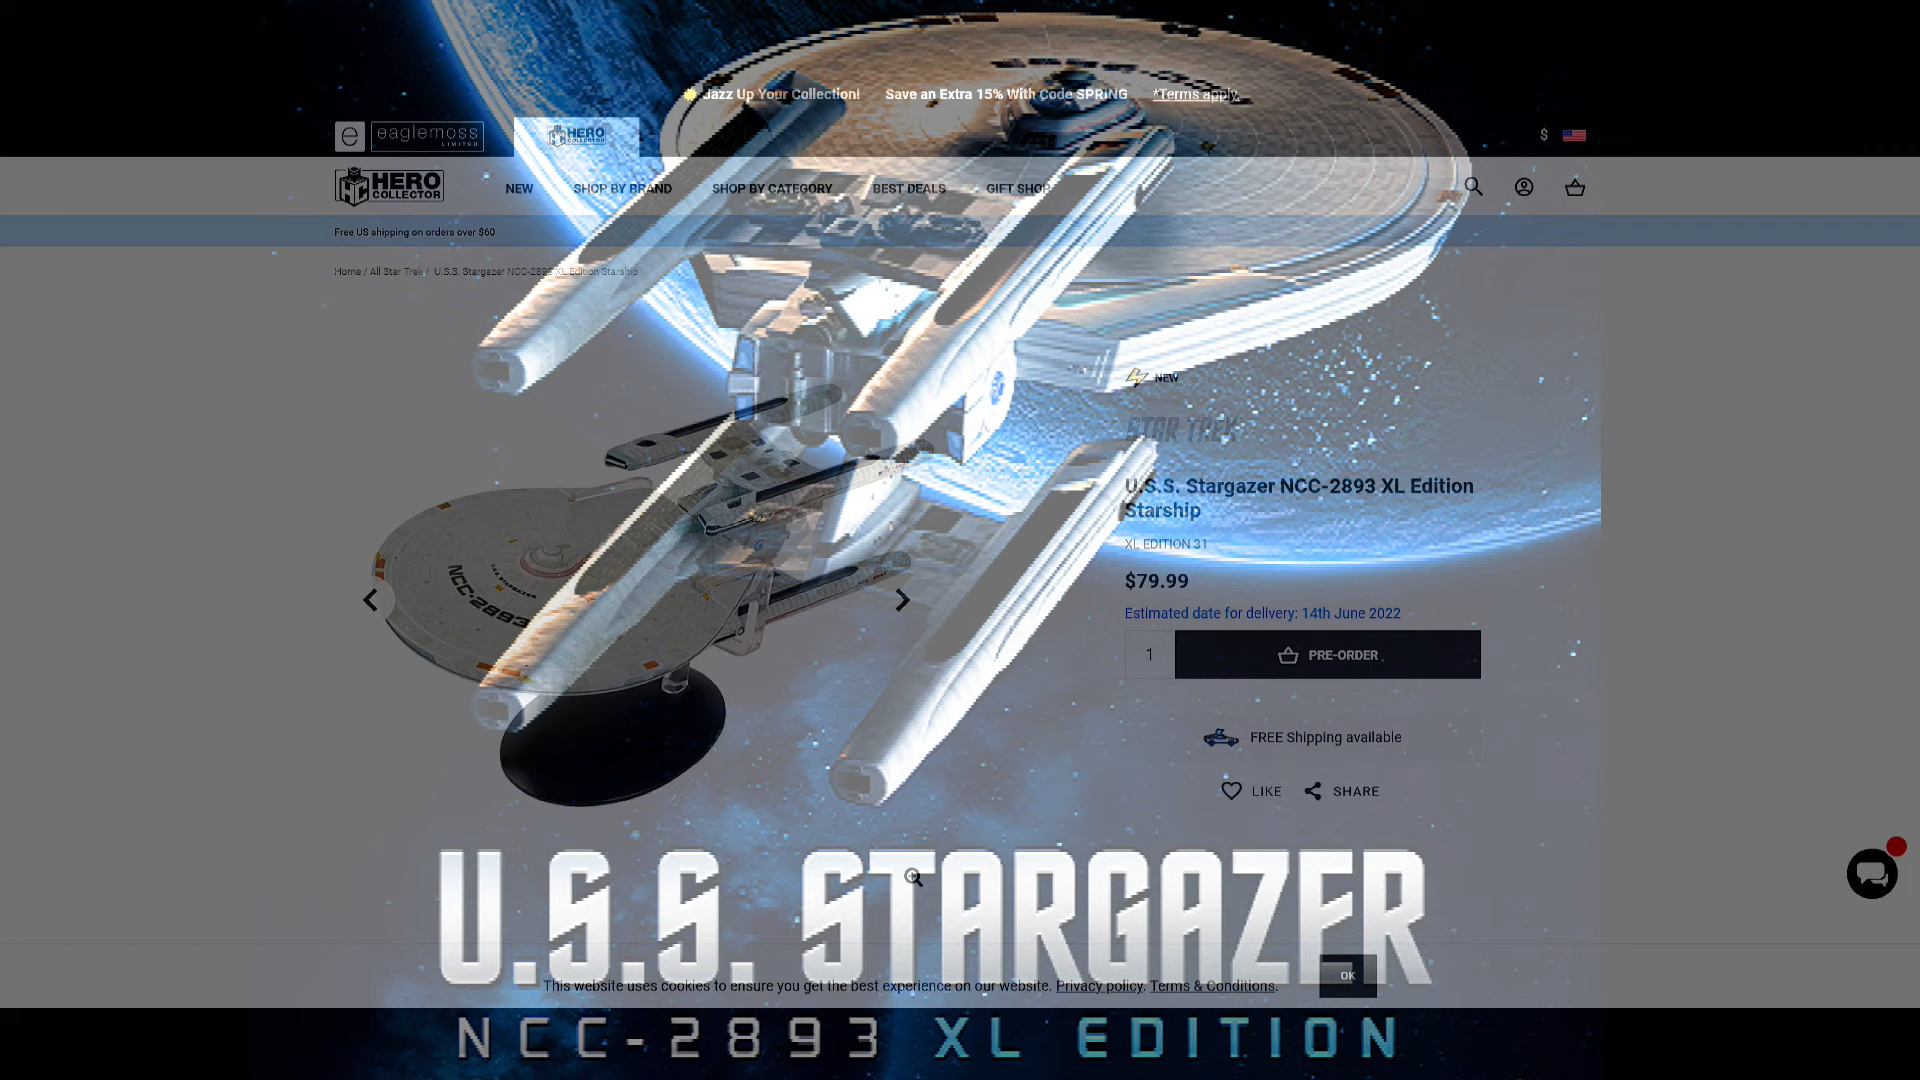 Jazz Up Your Collection! Save an Extra 15% With Code SPRING *Terms apply.
e eaglemoss
LIMITED
HERO
COLLECTOR
$
HERO
COLLECTOR
NEW SHOP BY BRAND SHOP BY CATEGORY BEST DEALS GIFT SHOP
Free US shipping on orders over $60
Home / All Star Trek / U.S.S. Stargazer NCC-2893 XL Edition Starship
NEW
STAR TREK
U.S.S. Stargazer NCC-2893 XL Edition
Starship
XL EDITION 31
$79.99
Estimated date for delivery: 14th June 2022
1 PRE-ORDER
FREE Shipping available
LIKE SHARE
U.S.S. STARGAZER
NCC-2893
U.S.S. STARGAZER
This website uses cookies to ensure you get the best experience on our website. Privacy policy. Terms & Conditions.
OK
NCC-2893 XL EDITION